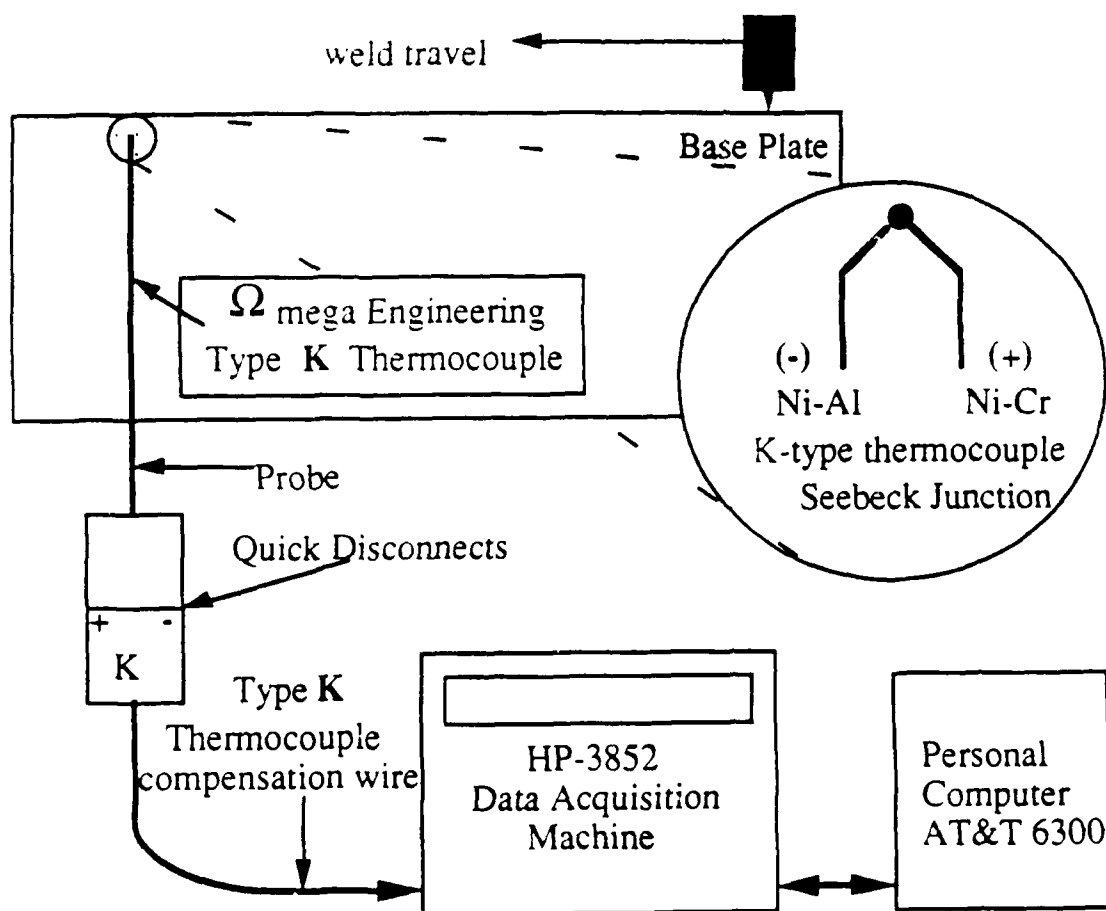 weld travel
Base Plate
Ω mega Engineering
Type K Thermocouple
(-) (+)
Ni-Al Ni-Cr
K-type thermocouple
Seebeck Junction
Probe
Quick Disconnects
+ -
K
Type K
Thermocouple
compensation wire
HP-3852
Data Acquisition
Machine
Personal
Computer
AT&T 6300